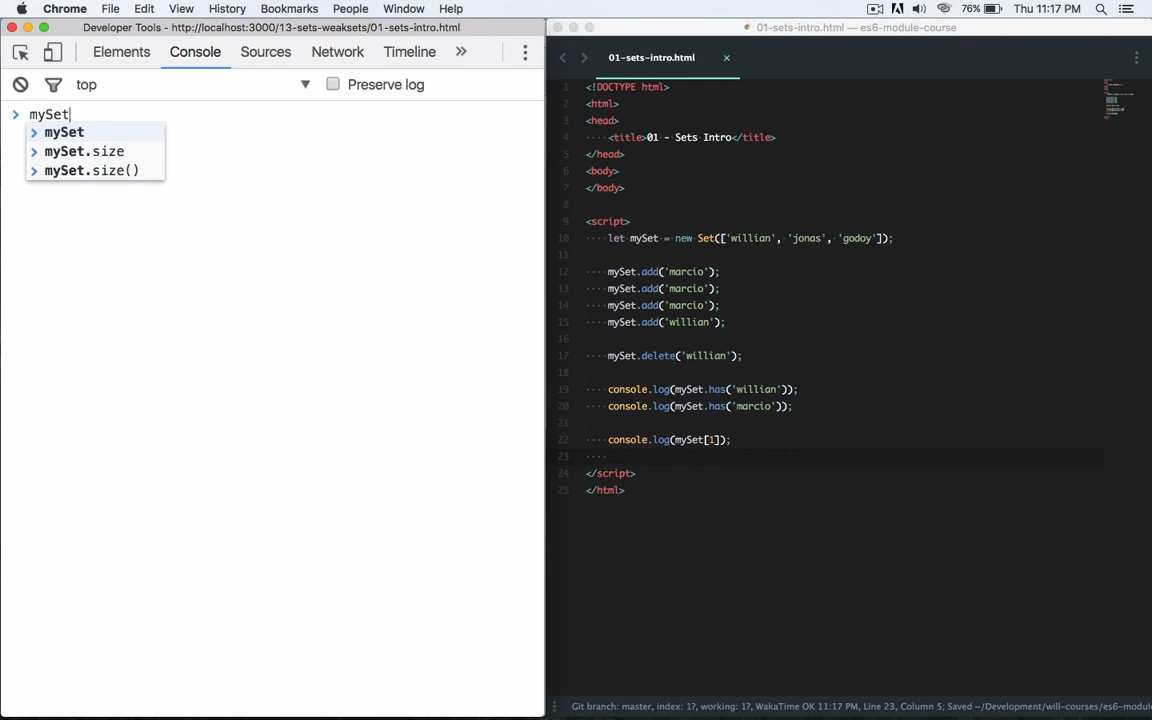 Chrome File Edit View History Bookmarks People Window Help 76% Thu 11:17 PM
Developer Tools - http://localhost:3000/13-sets-weaksets/01-sets-intro.html
Elements Console Sources Network Timeline »
top Preserve log
> mySet
> mySet
> mySet.size
> mySet.size()
01-sets-intro.html — es6-module-course
01-sets-intro.html ×
1 <!DOCTYPE html>
2 <html>
3 <head>
4 ····<title>01 - Sets Intro</title>
5 </head>
6 <body>
7 </body>
8
9 <script>
10 ····let mySet = new Set(['willian', 'jonas', 'godoy']);
11
12 ····mySet.add('marcio');
13 ····mySet.add('marcio');
14 ····mySet.add('marcio');
15 ····mySet.add('willian');
16
17 ····mySet.delete('willian');
18
19 ····console.log(mySet.has('willian'));
20 ····console.log(mySet.has('marcio'));
21
22 ····console.log(mySet[1]);
23 ····
24 </script>
25 </html>
Git branch: master, index: 1?, working: 1?, WakaTime OK 11:17 PM, Line 23, Column 5; Saved ~/Development/will-courses/es6-module